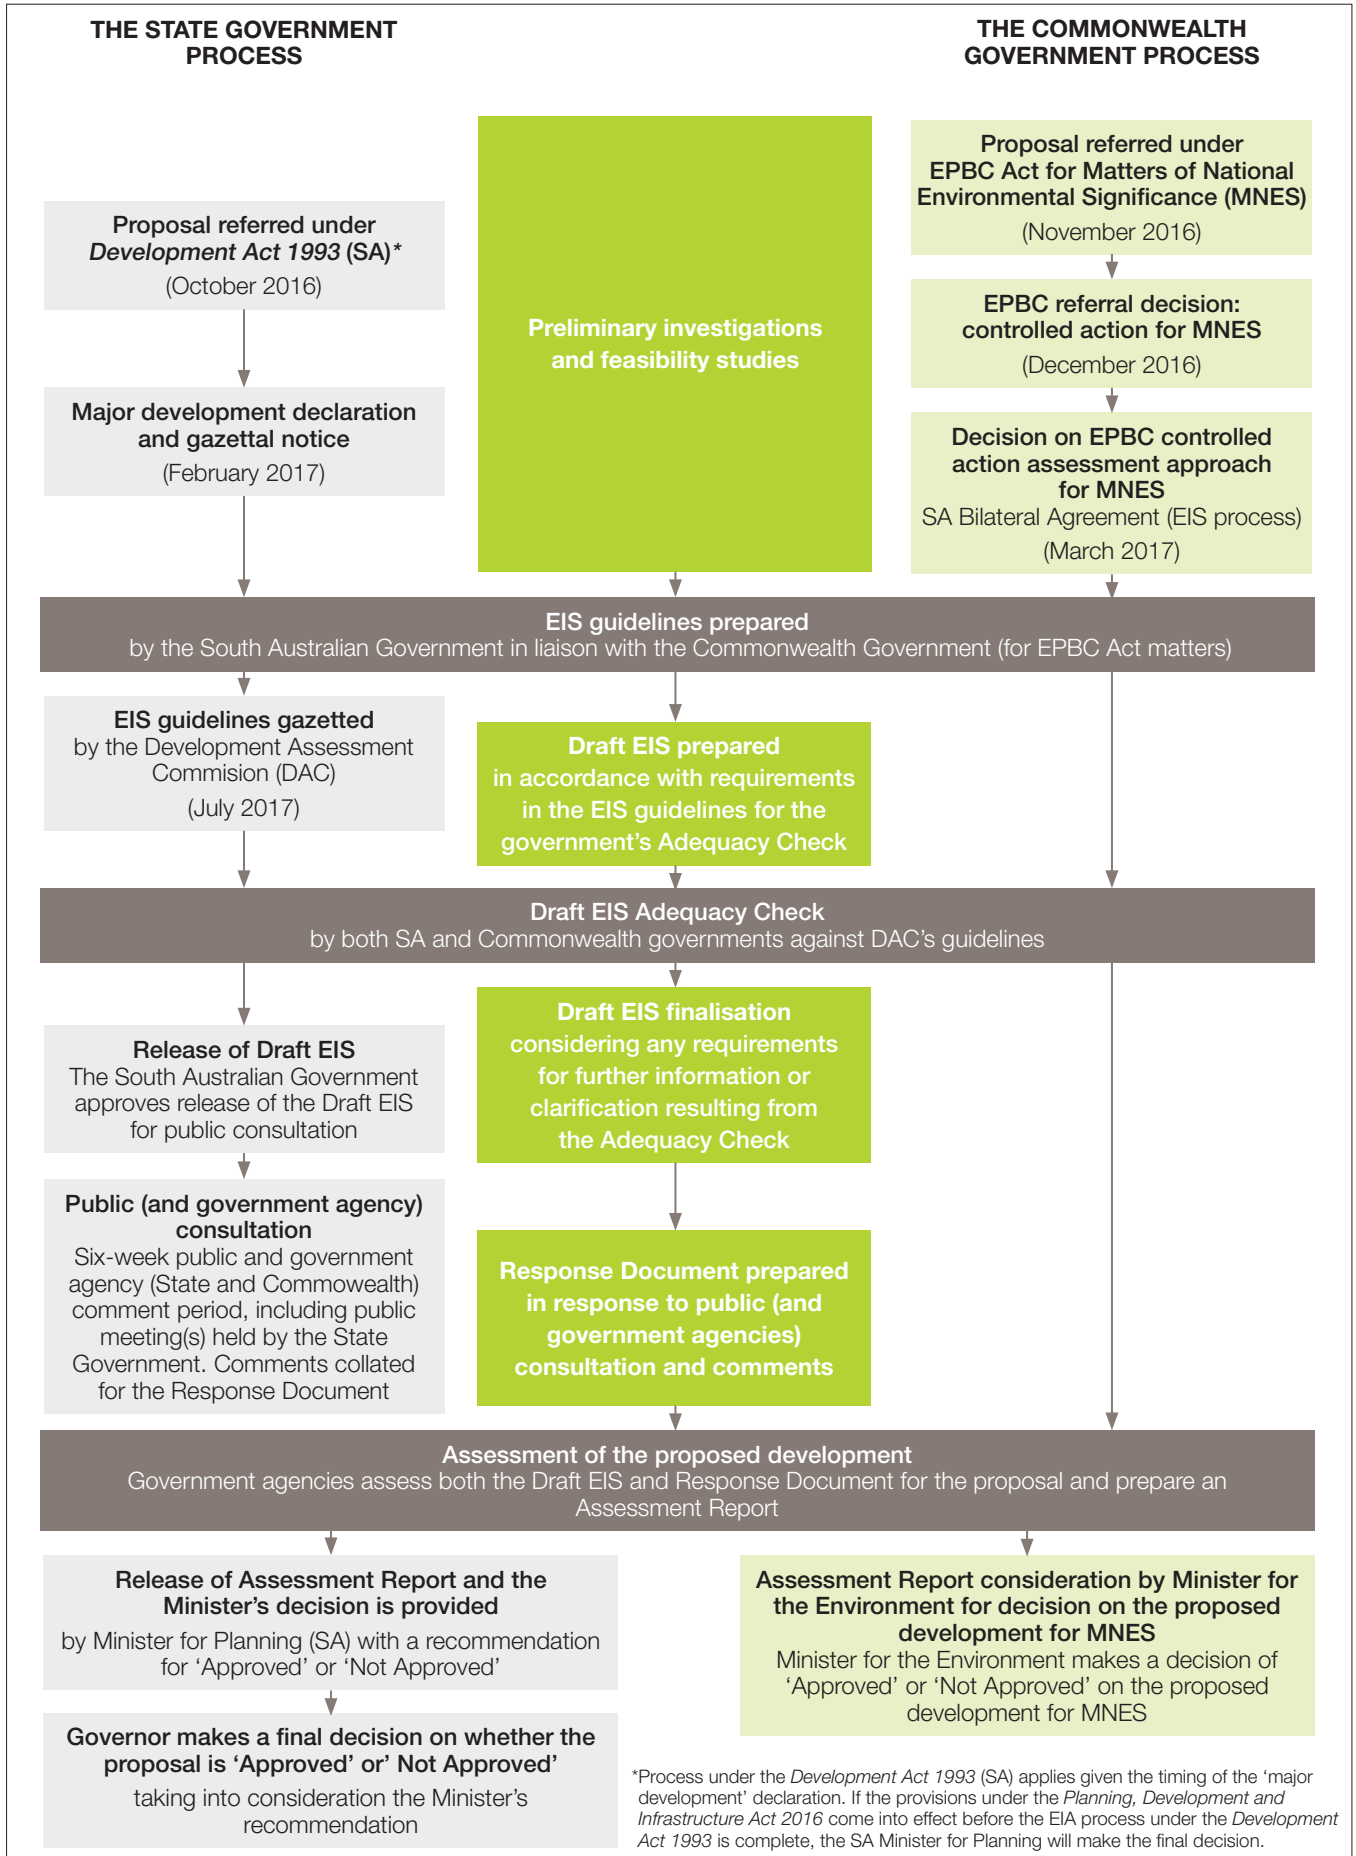 THE STATE GOVERNMENT
PROCESS
THE COMMONWEALTH
GOVERNMENT PROCESS
Proposal referred under
Development Act 1993 (SA)*
(October 2016)
Major development declaration
and gazettal notice
(February 2017)
Preliminary investigations
and feasibility studies
Proposal referred under
EPBC Act for Matters of National
Environmental Significance (MNES)
(November 2016)
EPBC referral decision:
controlled action for MNES
(December 2016)
Decision on EPBC controlled
action assessment approach
for MNES
SA Bilateral Agreement (EIS process)
(March 2017)
EIS guidelines prepared
by the South Australian Government in liaison with the Commonwealth Government (for EPBC Act matters)
EIS guidelines gazetted
by the Development Assessment
Commision (DAC)
(July 2017)
Draft EIS prepared
in accordance with requirements
in the EIS guidelines for the
government's Adequacy Check
Draft EIS Adequacy Check
by both SA and Commonwealth governments against DAC's guidelines
Release of Draft EIS
The South Australian Government
approves release of the Draft EIS
for public consultation
Draft EIS finalisation
considering any requirements
for further information or
clarification resulting from
the Adequacy Check
Public (and government agency)
consultation
Six-week public and government
agency (State and Commowealth)
comment period, including public
meeting(s) held by the State
Government. Comments collated
for the Response Document
Response Document prepared
in response to public (and
government agencies)
consultation and comments
Assessment of the proposed development
Government agencies assess both the Draft EIS and Response Document for the proposal and prepare an
Assessment Report
Release of Assessment Report and the
Minister's decision is provided
by Minister for Planning (SA) with a recommendation
for 'Approved' or 'Not Approved'
Governor makes a final decision on whether the
proposal is 'Approved' or' Not Approved'
taking into consideration the Minister's
recommendation
Assessment Report consideration by Minister for
the Environment for decision on the proposed
development for MNES
Minister for the Environment makes a decision of
'Approved' or 'Not Approved' on the proposed
development for MNES
*Process under the Development Act 1993 (SA) applies given the timing of the 'major
development' declaration. If the provisions under the Planning, Development and
Infrastructure Act 2016 come into effect before the EIA process under the Development
Act 1993 is complete, the SA Minister for Planning will make the final decision.